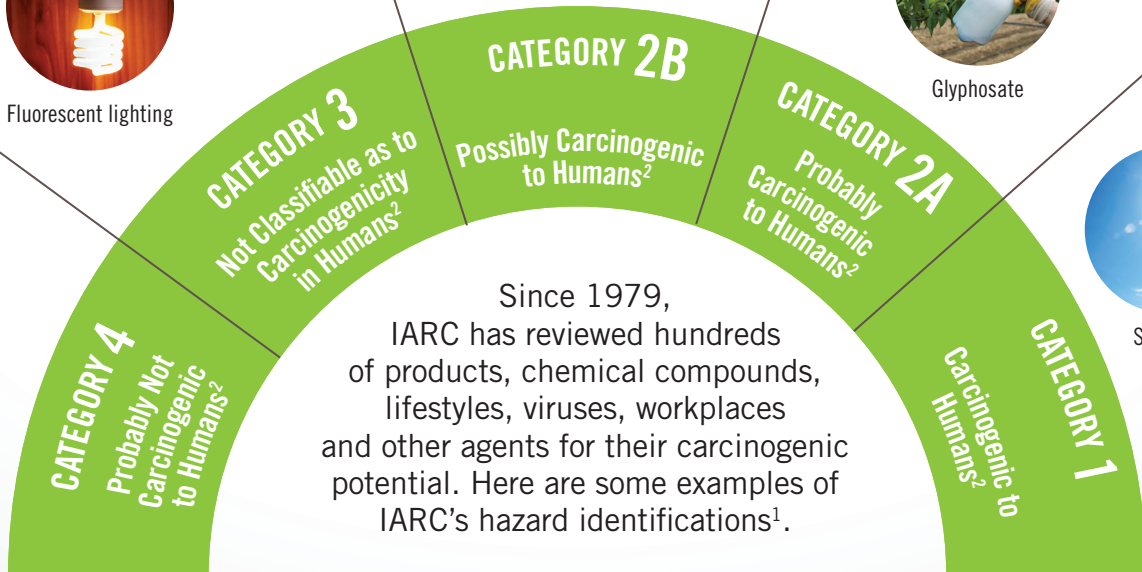 Fluorescent lighting
Glyphosate
CATEGORY 4
Probably Not
Carcinogenic
to Humans²
CATEGORY 3
Not Classifiable as to
Carcinogenicity
in Humans²
CATEGORY 2B
Possibly Carcinogenic
to Humans²
CATEGORY 2A
Probably
Carcinogenic
to Humans²
CATEGORY 1
Carcinogenic to
Humans²
Since 1979,
IARC has reviewed hundreds
of products, chemical compounds,
lifestyles, viruses, workplaces
and other agents for their carcinogenic
potential. Here are some examples of
IARC's hazard identifications¹.